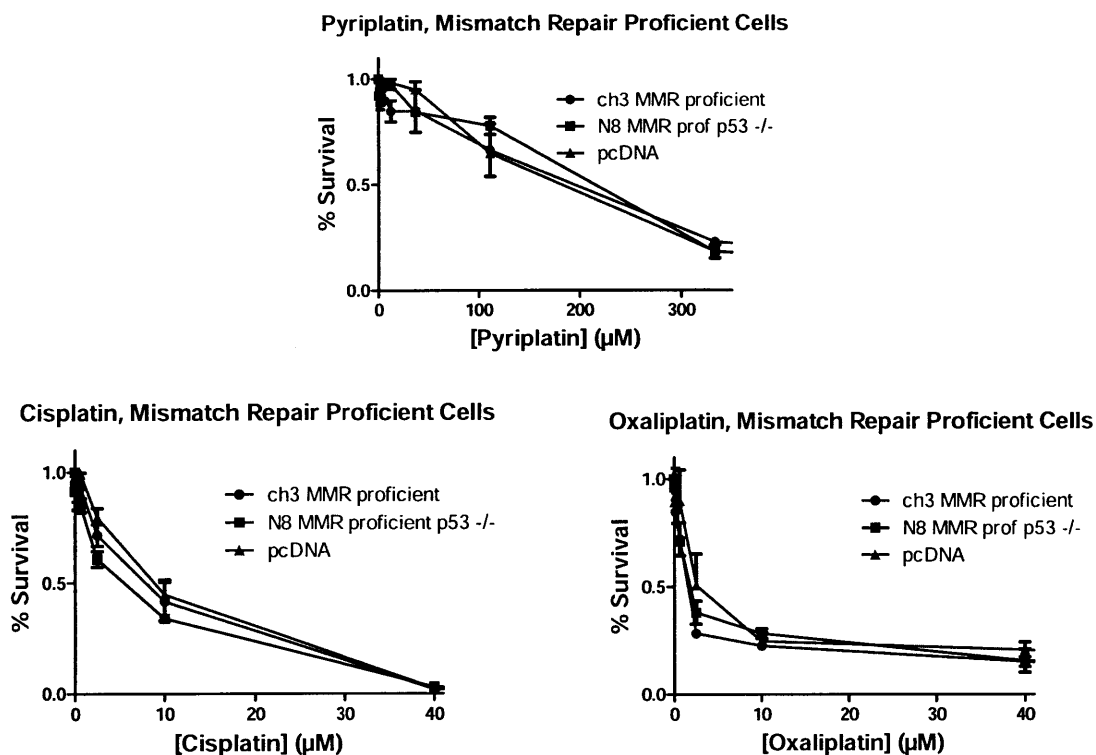 Pyriplatin, Mismatch Repair Proficient Cells
1.0
0.5
0.0
% Survival
ch3 MMR proficient
N8 MMR prof p53 -/-
pcDNA
0
100
200
300
[Pyriplatin] (µM)
Cisplatin, Mismatch Repair Proficient Cells
1.0
0.5
0.0
% Survival
ch3 MMR proficient
N8 MMR proficient p53 -/-
pcDNA
0
10
20
30
40
[Cisplatin] (µM)
Oxaliplatin, Mismatch Repair Proficient Cells
1.0
0.5
0.0
% Survival
ch3 MMR proficient
N8 MMR prof p53 -/-
pcDNA
0
10
20
30
40
[Oxaliplatin] (µM)